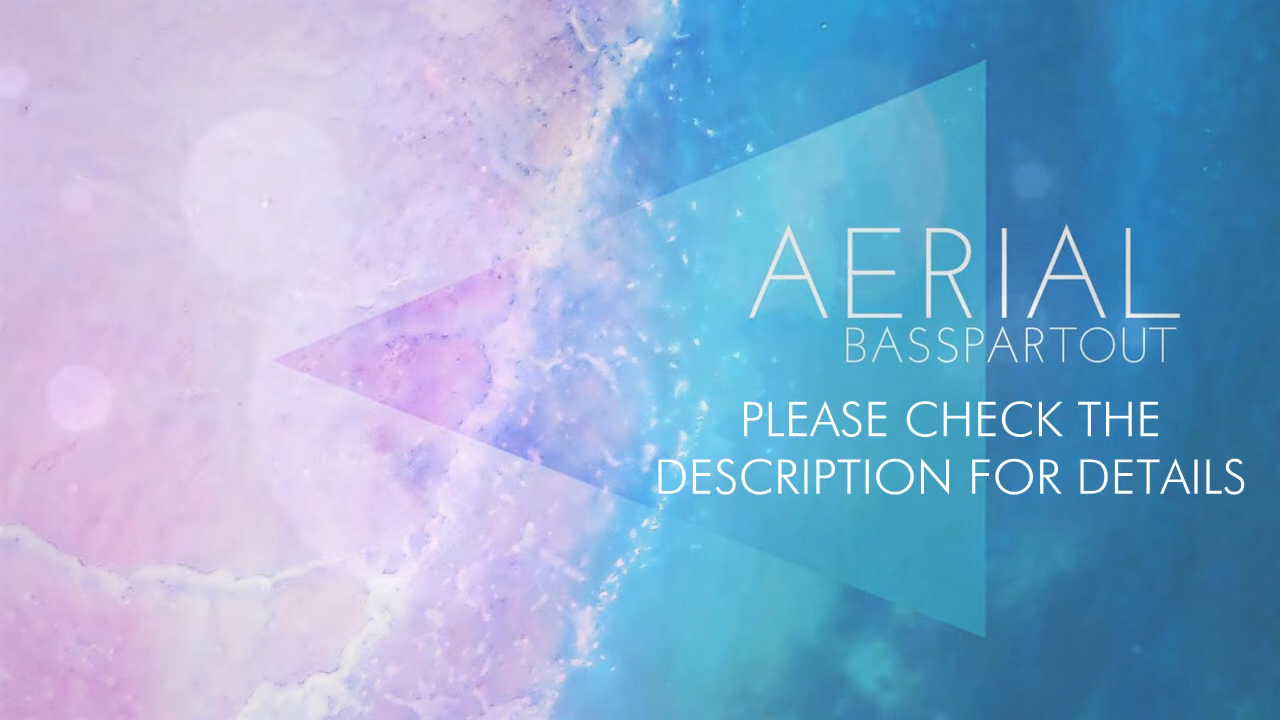 AERIAL
BASSPARTOUT
PLEASE CHECK THE
DESCRIPTION FOR DETAILS